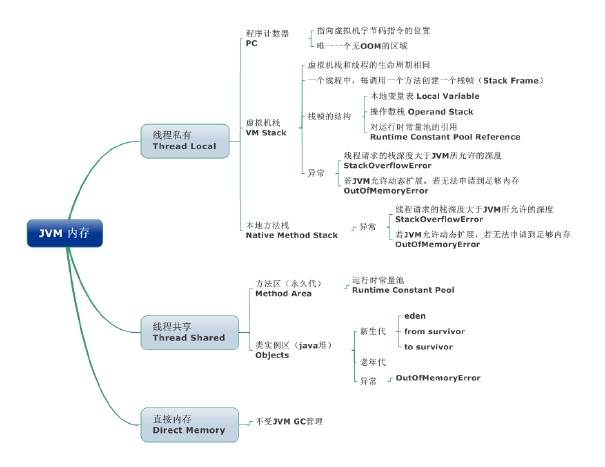 JVM 内存
线程私有
Thread Local
程序计数器
PC
指向虚拟机字节码指令的位置
唯一一个无OOM的区域
虚拟机栈
VM Stack
虚拟机栈和线程的生命周期相同
一个线程中，每调用一个方法创建一个栈帧（Stack Frame）
栈帧的结构
本地变量表 Local Variable
操作数栈 Operand Stack
对运行时常量池的引用
Runtime Constant Pool Reference
异常
线程请求的栈深度大于JVM所允许的深度
StackOverflowError
若JVM允许动态扩展，若无法申请到足够内存
OutOfMemoryError
本地方法栈
Native Method Stack
异常
线程请求的栈深度大于JVM所允许的深度
StackOverflowError
若JVM允许动态扩展，若无法申请到足够内存
OutOfMemoryError
线程共享
Thread Shared
方法区（永久代）
Method Area
运行时常量池
Runtime Constant Pool
类实例区（java堆）
Objects
新生代
eden
from survivor
to survivor
老年代
异常
OutOfMemoryError
直接内存
Direct Memory
不受JVM GC管理